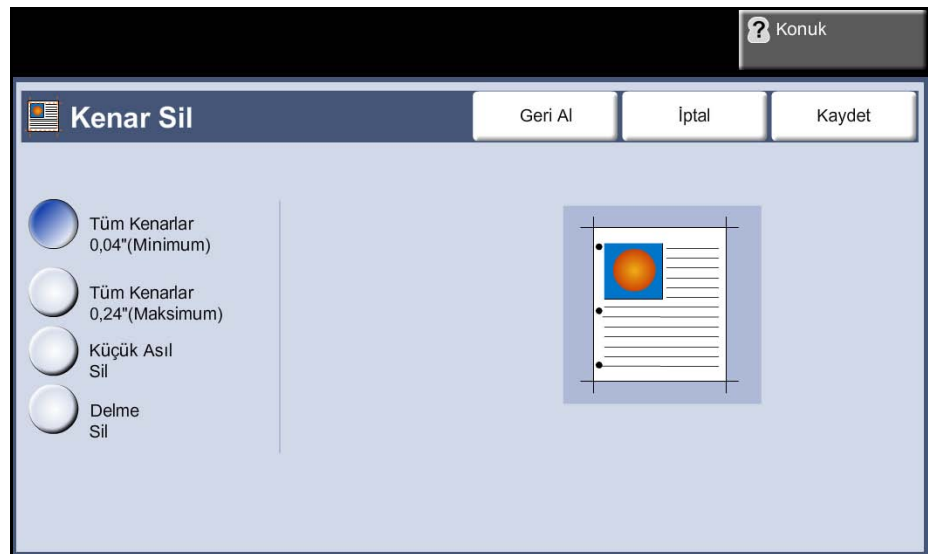 Konuk
Kenar Sil
Geri Al
İptal
Kaydet
Tüm Kenarlar
0,04"(Minimum)
Tüm Kenarlar
0,24"(Maksimum)
Küçük Asıl
Sil
Delme
Sil